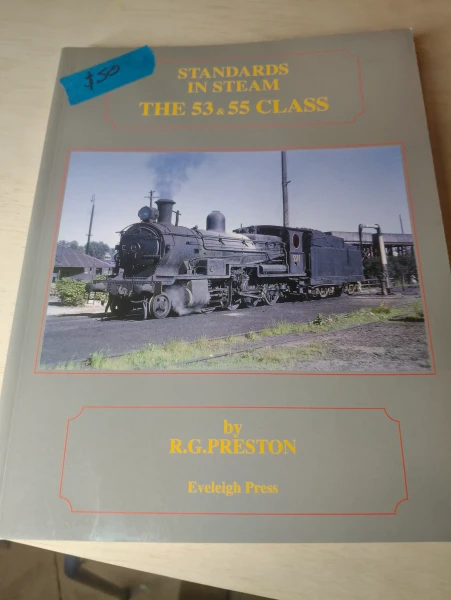 $50
STANDARDS
IN STEAM
THE 53 & 55 CLASS
by
R.G.PRESTON
Eveleigh Press